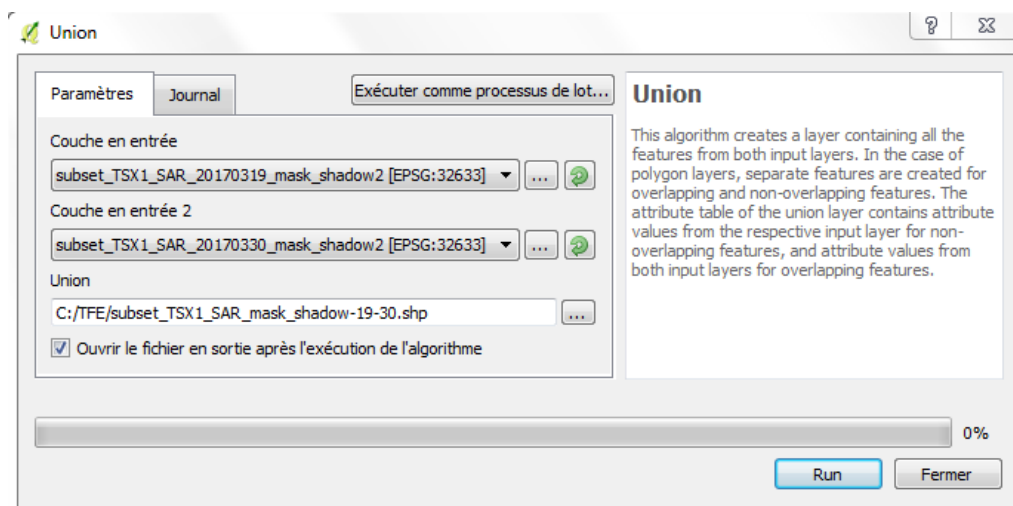 Union
Paramètres
Journal
Exécuter comme processus de lot...
Couche en entrée
subset_TSX1_SAR_20170319_mask_shadow2 [EPSG:32633]
...
Couche en entrée 2
subset_TSX1_SAR_20170330_mask_shadow2 [EPSG:32633]
...
Union
C:/TFE/subset_TSX1_SAR_mask_shadow-19-30.shp
...
Ouvrir le fichier en sortie après l'exécution de l'algorithme
Union
This algorithm creates a layer containing all the
features from both input layers. In the case of
polygon layers, separate features are created for
overlapping and non-overlapping features. The
attribute table of the union layer contains attribute
values from the respective input layer for non-
overlapping features, and attribute values from
both input layers for overlapping features.
0%
Run
Fermer